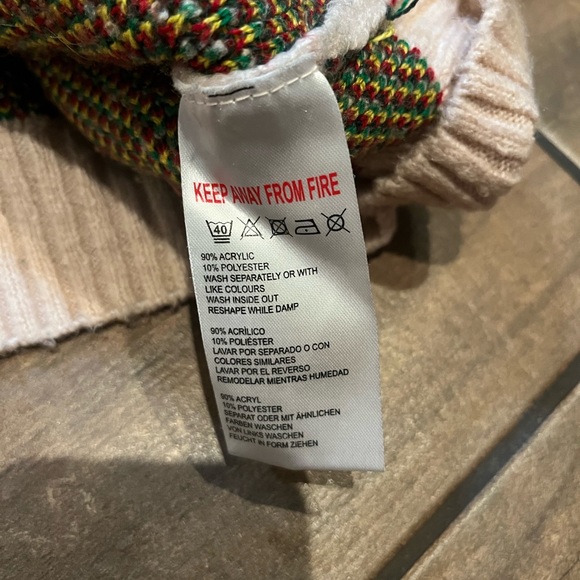 KEEP AWAY FROM FIRE
40
90% ACRYLIC
10% POLYESTER
WASH SEPARATELY OR WITH
LIKE COLOURS
WASH INSIDE OUT
RESHAPE WHILE DAMP
90% ACRÍLICO
10% POLIÉSTER
LAVAR POR SEPARADO O CON
COLORES SIMILARES
LAVAR POR EL REVERSO
REMODELAR MIENTRAS HUMEDAD
90% ACRYL
10% POLYESTER
SEPARAT ODER MIT ÄHNLICHEN
FARBEN WASCHEN
VON LINKS WASCHEN
FEUCHT IN FORM ZIEHEN